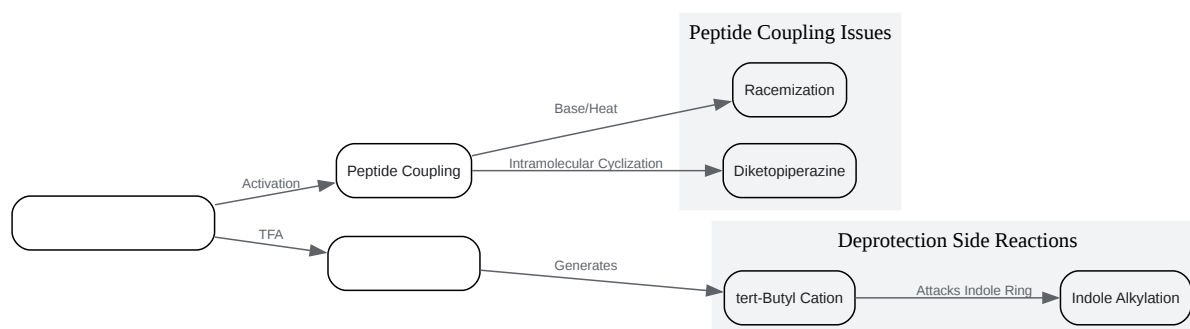 Peptide Coupling Issues
Racemization
Base/Heat
Peptide Coupling
Intramolecular Cyclization
Diketopiperazine
Activation
TFA
Deprotection Side Reactions
Generates
tert-Butyl Cation
Attacks Indole Ring
Indole Alkylation